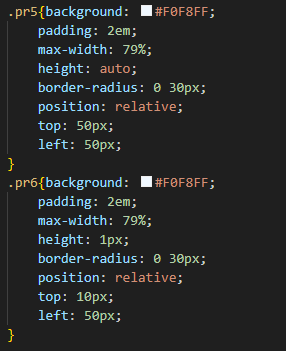 .pr5{background: #F0F8FF;
padding: 2em;
max-width: 79%;
height: auto;
border-radius: 0 30px;
position: relative;
top: 50px;
left: 50px;
}
.pr6{background: #F0F8FF;
padding: 2em;
max-width: 79%;
height: 1px;
border-radius: 0 30px;
position: relative;
top: 10px;
left: 50px;
}